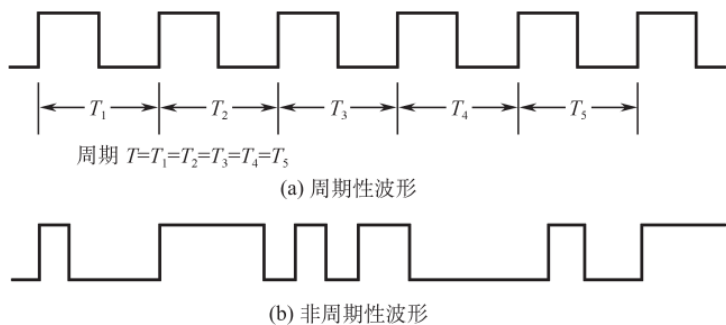 T₁ T₂ T₃ T₄ T₅
周期 T=T₁=T₂=T₃=T₄=T₅
(a) 周期性波形
(b) 非周期性波形